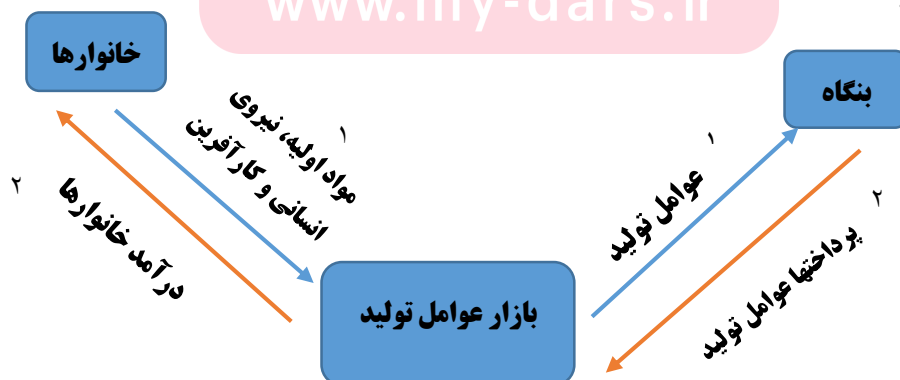 www.my-dars.ir
خانوارها
بنگاه
۱
مواد اولیه، نیروی
انسانی و کارآفرین
۲
درآمد خانوارها
۱
عوامل تولید
۲
پرداختها عوامل تولید
بازار عوامل تولید